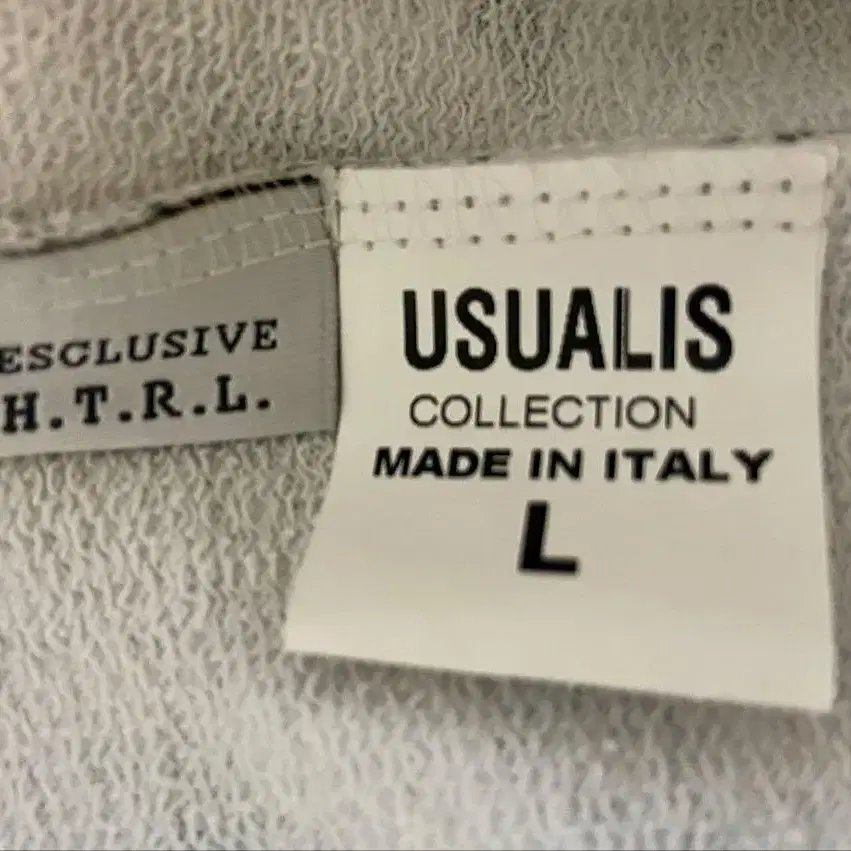 ESCLUSIVE
H.T.R.L.
USUALIS
COLLECTION
MADE IN ITALY
L